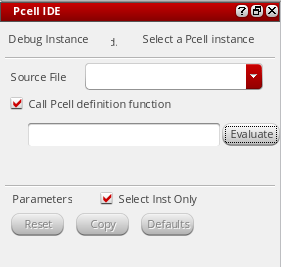 Pcell IDE
Debug Instance d. Select a Pcell instance
Source File
Call Pcell definition function
Evaluate
Parameters Select Inst Only
Reset Copy Defaults